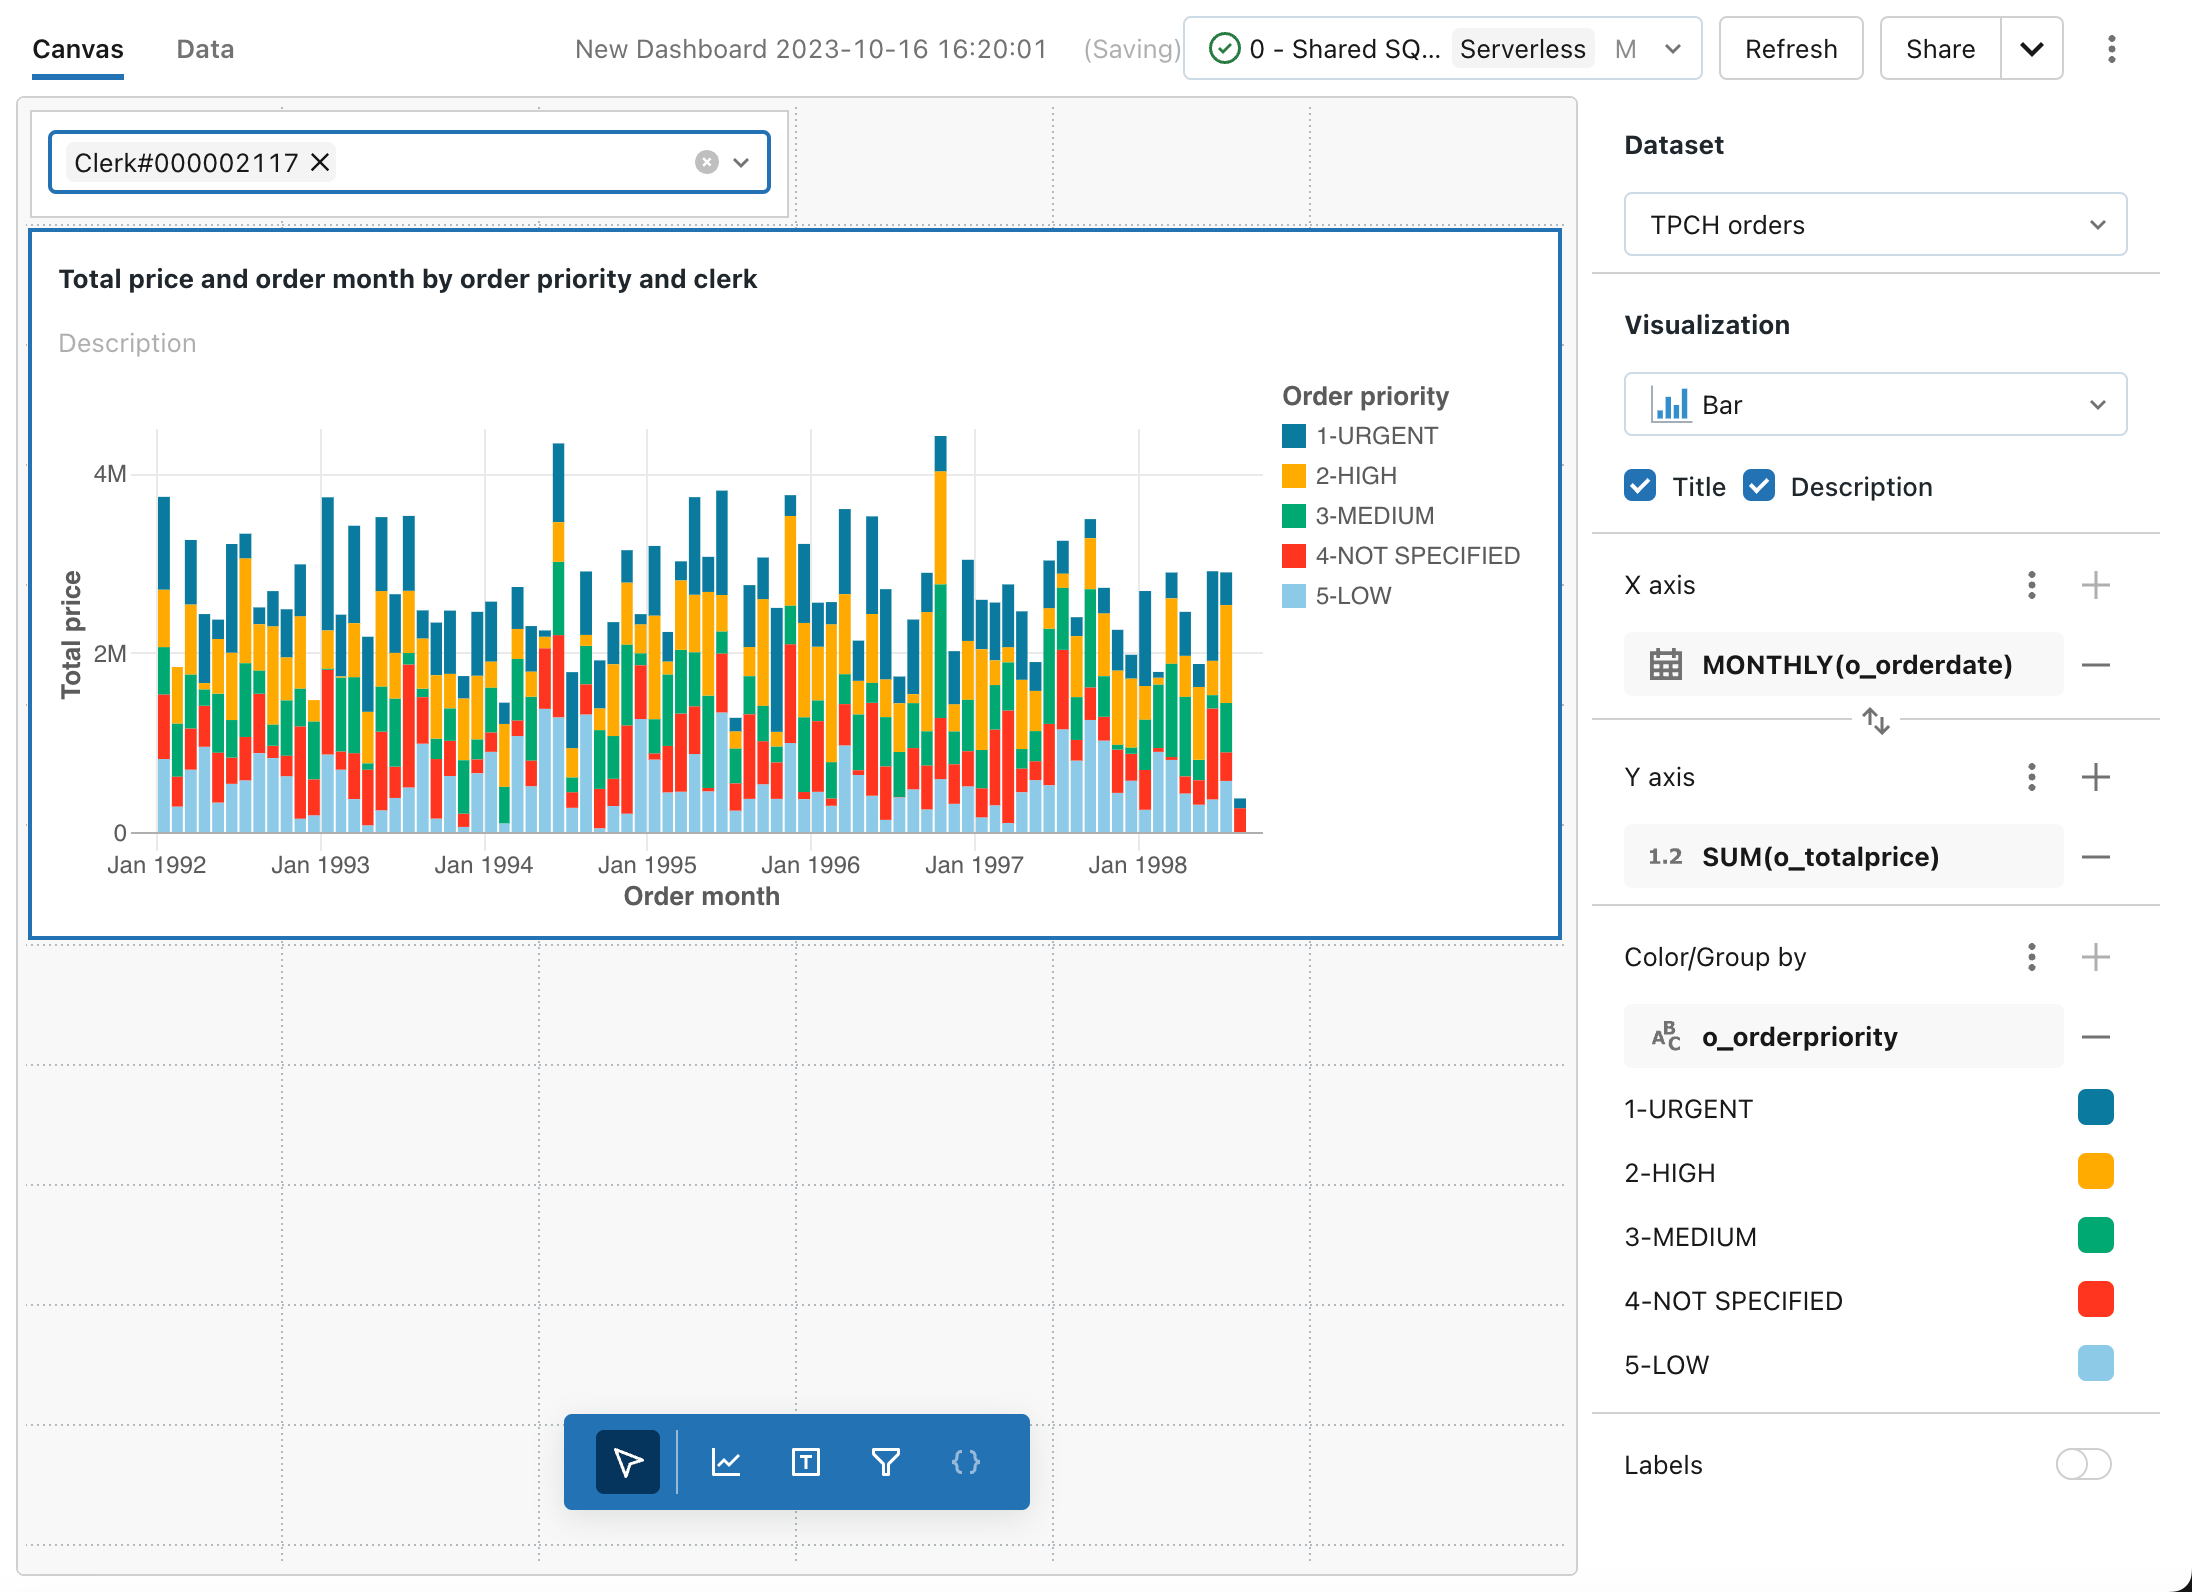 Canvas
Data
New Dashboard 2023-10-16 16:20:01 (Saving)
0 - Shared SQ... Serverless M
Refresh
Share
Clerk#000002117
Total price and order month by order priority and clerk
Description
Order priority
1-URGENT
2-HIGH
3-MEDIUM
4-NOT SPECIFIED
5-LOW
Total price
4M
2M
0
Jan 1992 Jan 1993 Jan 1994 Jan 1995 Jan 1996 Jan 1997 Jan 1998
Order month
Dataset
TPCH orders
Visualization
Bar
Title Description
X axis
MONTHLY(o_orderdate)
Y axis
1.2 SUM(o_totalprice)
Color/Group by
ABC o_orderpriority
1-URGENT
2-HIGH
3-MEDIUM
4-NOT SPECIFIED
5-LOW
Labels
T